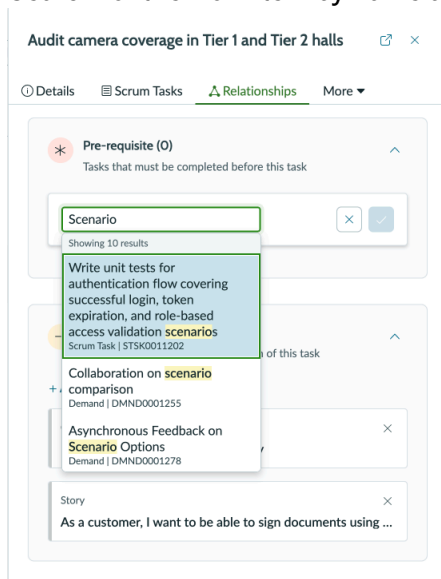 Audit camera coverage in Tier 1 and Tier 2 halls
Details Scrum Tasks Relationships More
Pre-requisite (0)
Tasks that must be completed before this task
Scenario
Showing 10 results
Write unit tests for
authentication flow covering
successful login, token
expiration, and role-based
access validation scenarios
Scrum Task | STSK0011202
of this task
Collaboration on scenario
comparison
Demand | DMND0001255
Asynchronous Feedback on
Scenario Options
Demand | DMND0001278
Story
As a customer, I want to be able to sign documents using ...